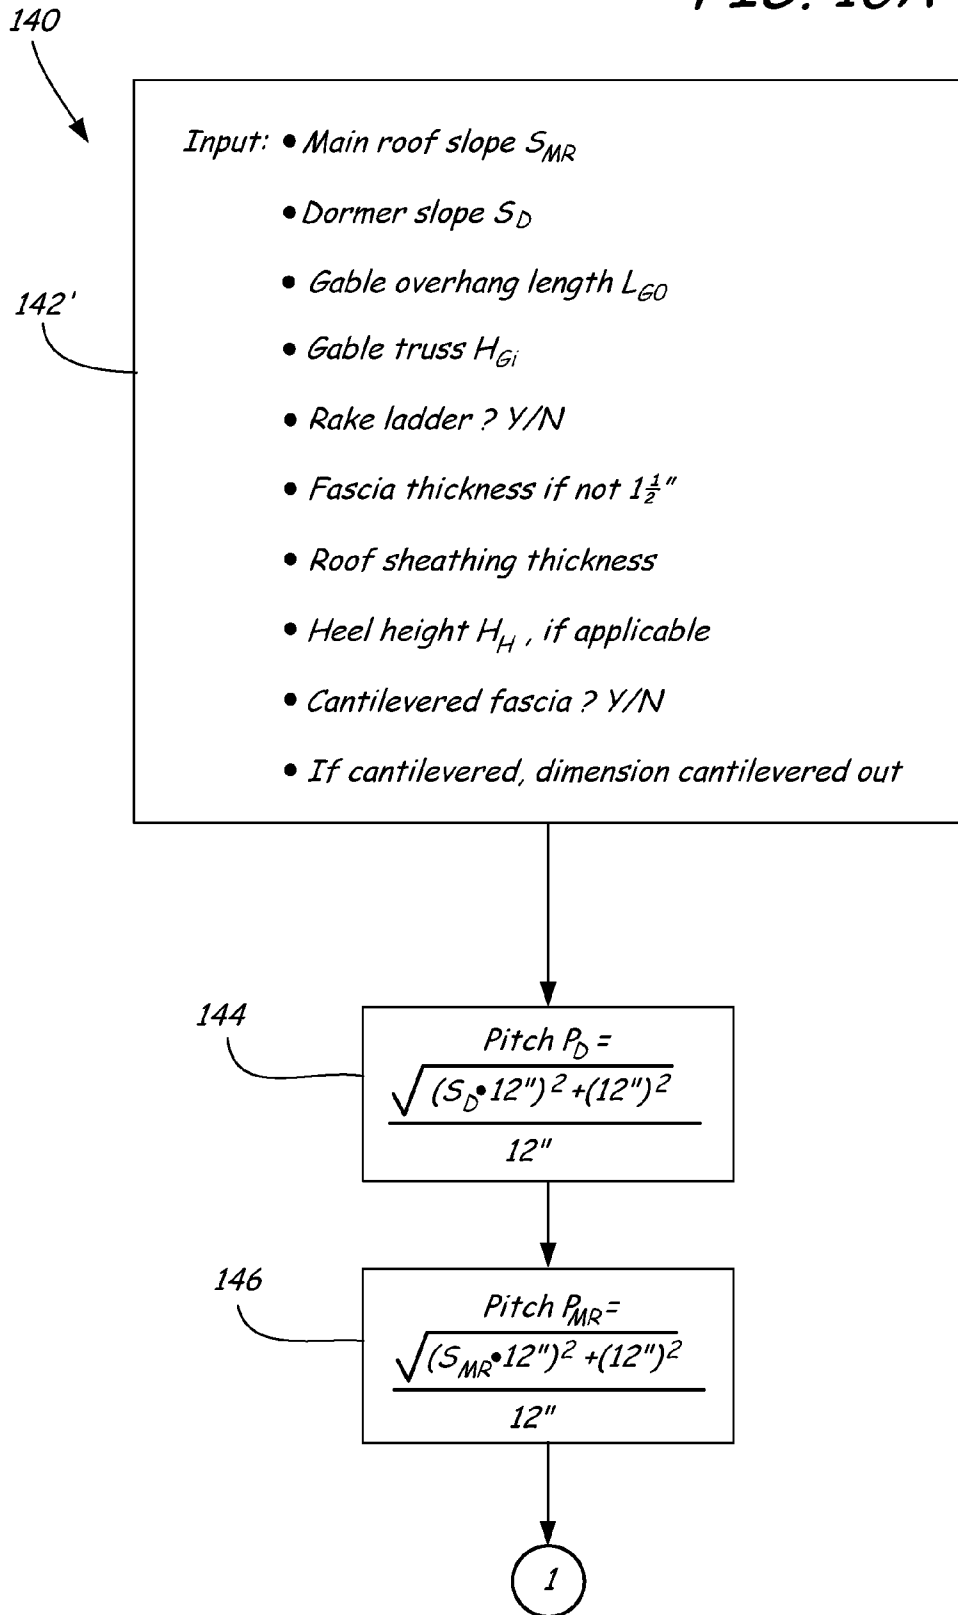 140
Input: • Main roof slope S_MR
• Dormer slope S_D
• Gable overhang length L_GO
142'
• Gable truss H_Gi
• Rake ladder ? Y/N
• Fascia thickness if not 1½"
• Roof sheathing thickness
• Heel height H_H , if applicable
• Cantilevered fascia ? Y/N
• If cantilevered, dimension cantilevered out
144
Pitch P_D =
√(S_D•12")² +(12")²
12"
146
Pitch P_MR =
√(S_MR•12")² +(12")²
12"
1